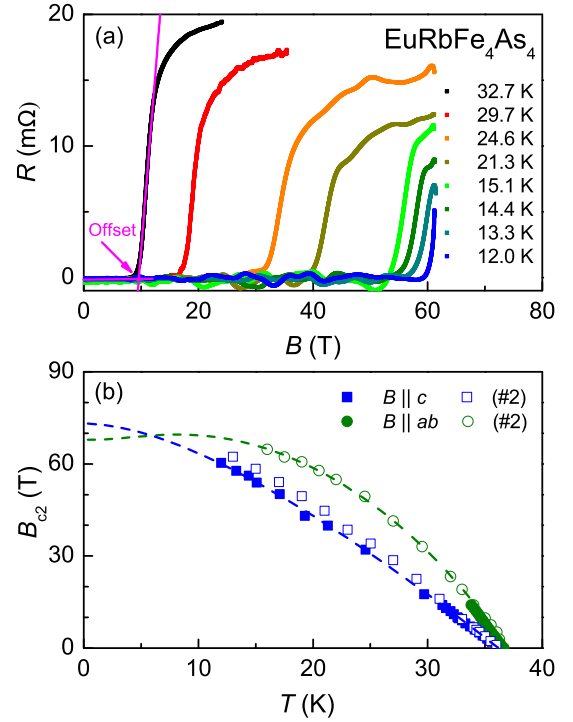 (a)
EuRbFe₄As₄
R (mΩ)
20
10
0
32.7 K
29.7 K
24.6 K
21.3 K
15.1 K
14.4 K
13.3 K
12.0 K
Offset
0 20 40 60 80
B (T)
(b)
B || c (#2)
B || ab (#2)
B_c2 (T)
90
60
30
0
0 10 20 30 40
T (K)